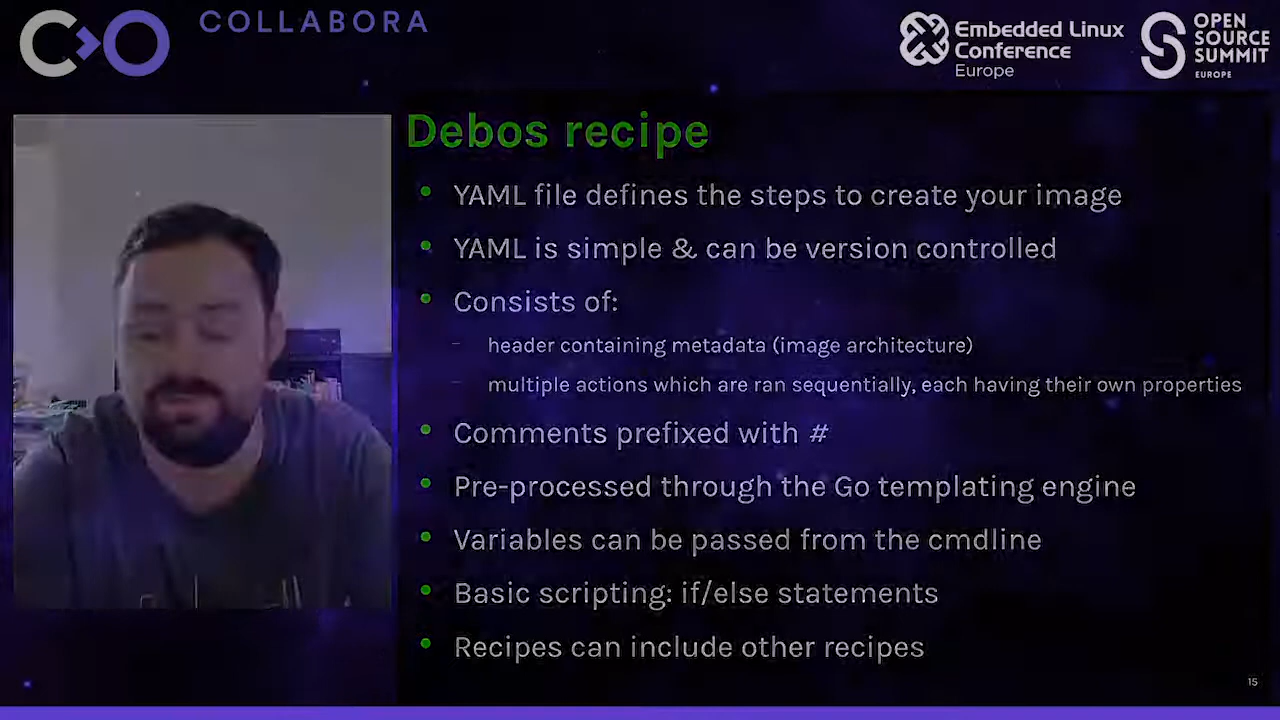 COLLABORA
Embedded Linux
Conference
Europe
OPEN
SOURCE
SUMMIT
EUROPE
Debos recipe
YAML file defines the steps to create your image
YAML is simple & can be version controlled
Consists of:
header containing metadata (image architecture)
multiple actions which are ran sequentially, each having their own properties
Comments prefixed with #
Pre-processed through the Go templating engine
Variables can be passed from the cmdline
Basic scripting: if/else statements
Recipes can include other recipes
15